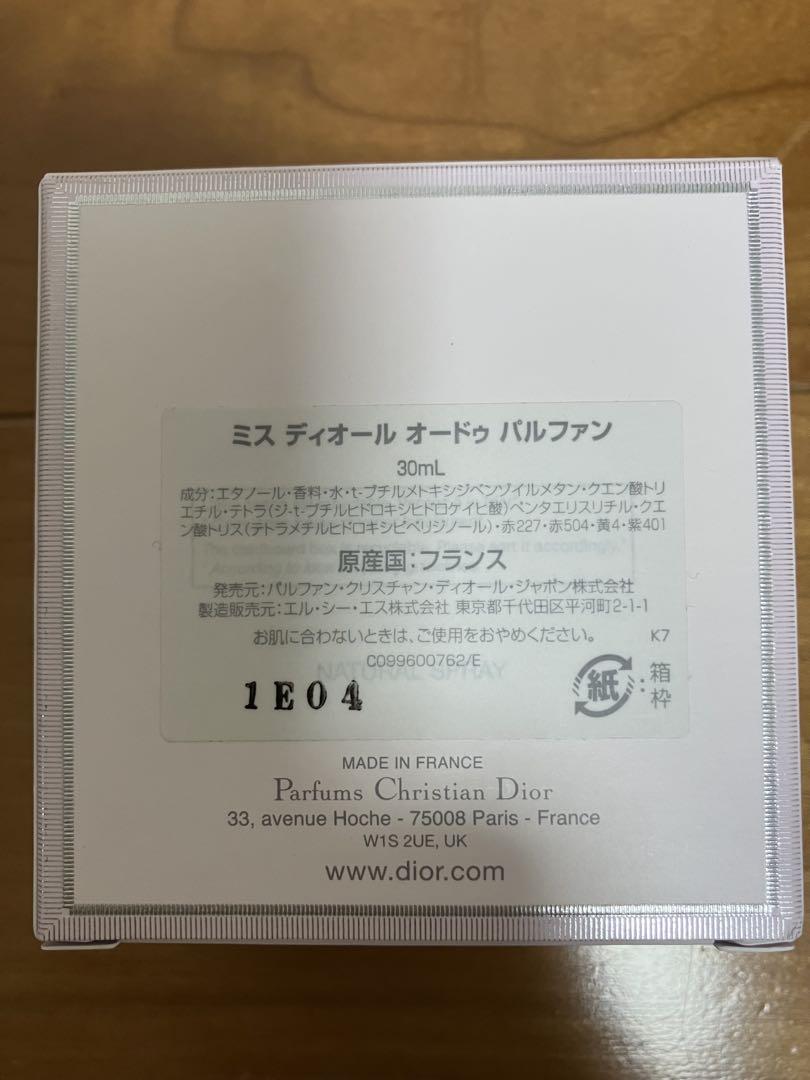 ミス ディオール オードゥ パルファン
30mL
成分:エタノール・香料・水・t-ブチルメトキシジベンゾイルメタン・クエン酸トリ
エチル・テトラ(ジ-t-ブチルヒドロキシヒドロケイヒ酸)ペンタエリスリチル・クエ
ン酸トリス(テトラメチルヒドロキシピペリジノール)・赤227・赤504・黄4・紫401
原産国:フランス
発売元:パルファン・クリスチャン・ディオール・ジャポン株式会社
製造販売元:エル・シー・エス株式会社 東京都千代田区平河町2-1-1
お肌に合わないときは、ご使用をおやめください。 K7
C099600762/E
NATURAL SPRAY
1E04
紙:箱
枠
MADE IN FRANCE
Parfums Christian Dior
33, avenue Hoche - 75008 Paris - France
W1S 2UE, UK
www.dior.com